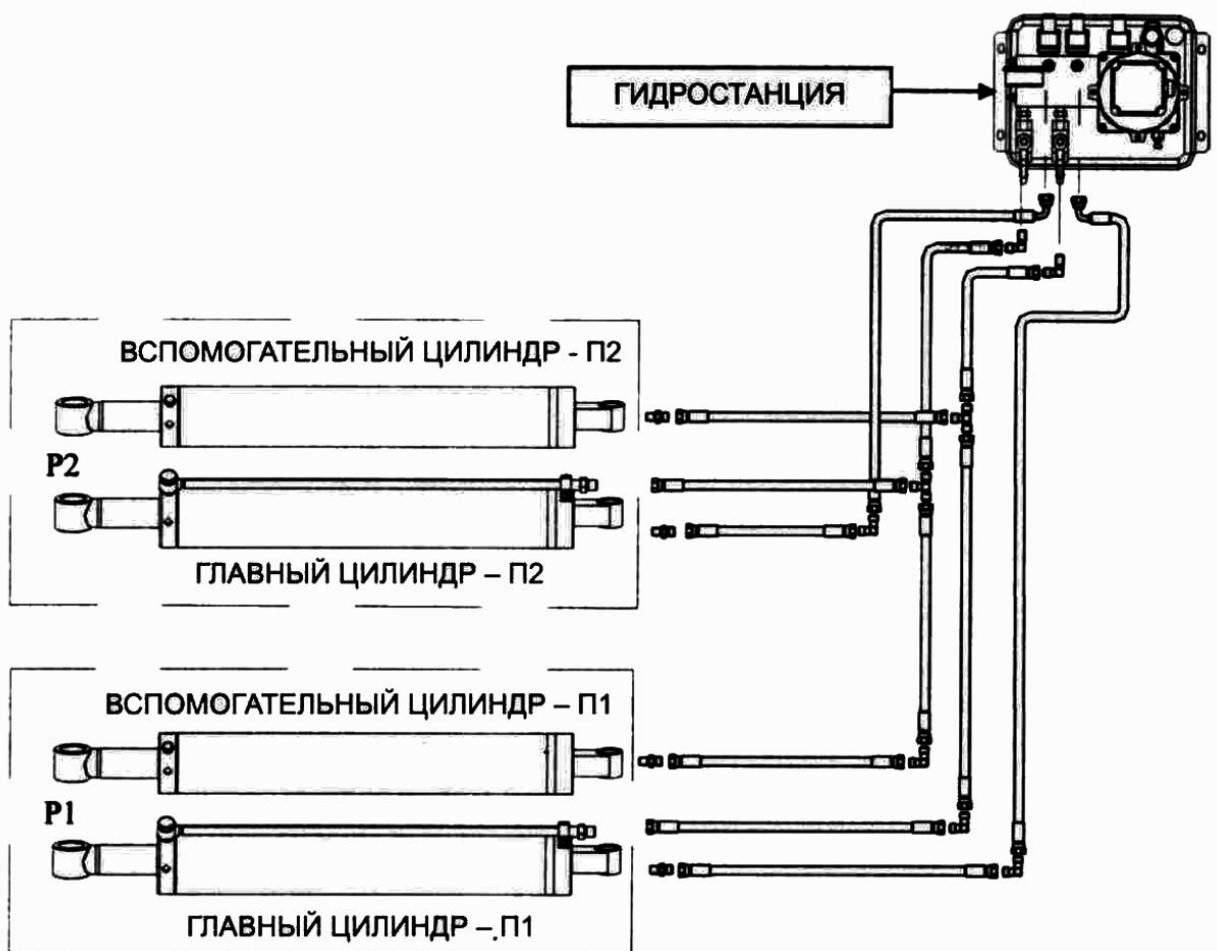 ГИДРОСТАНЦИЯ
ВСПОМОГАТЕЛЬНЫЙ ЦИЛИНДР - П2
P2
ГЛАВНЫЙ ЦИЛИНДР – П2
ВСПОМОГАТЕЛЬНЫЙ ЦИЛИНДР – П1
P1
ГЛАВНЫЙ ЦИЛИНДР – П1